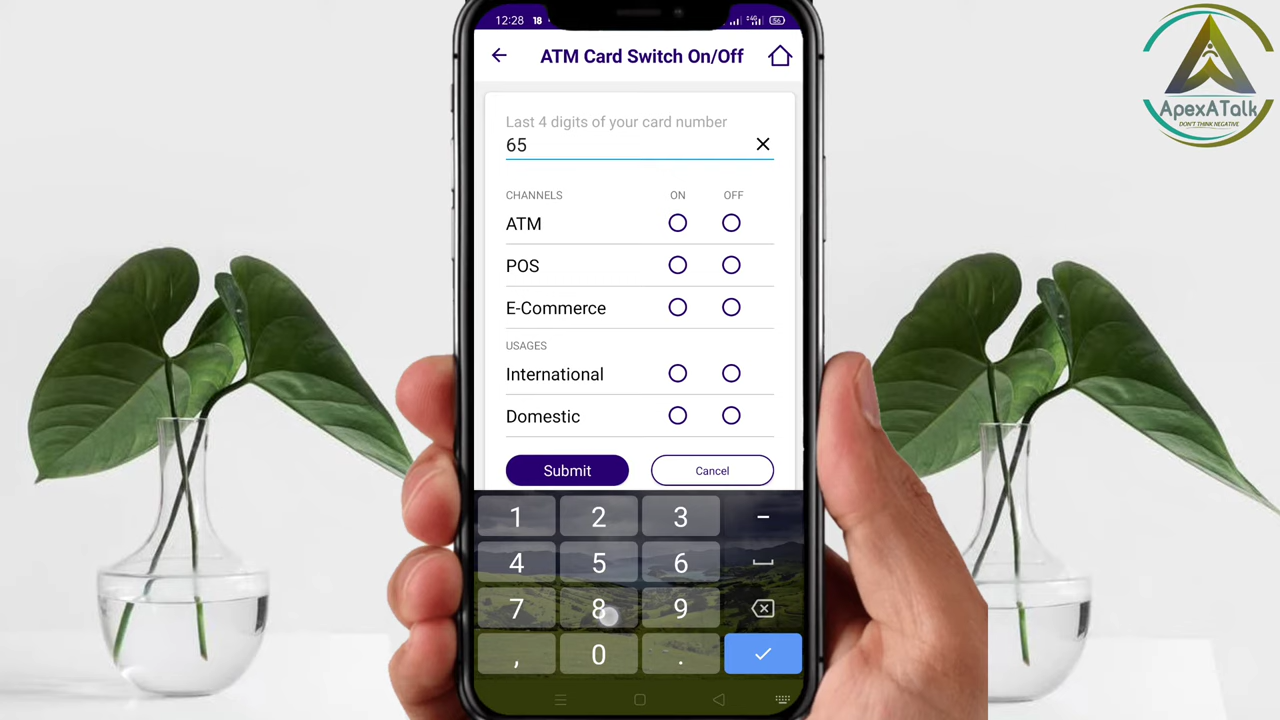 12:28 18 56
ATM Card Switch On/Off
Last 4 digits of your card number
65
CHANNELS ON OFF
ATM
POS
E-Commerce
USAGES
International
Domestic
Submit Cancel
1 2 3 -
4 5 6
7 8 9
, 0 .
ApexATalk
DON'T THINK NEGATIVE